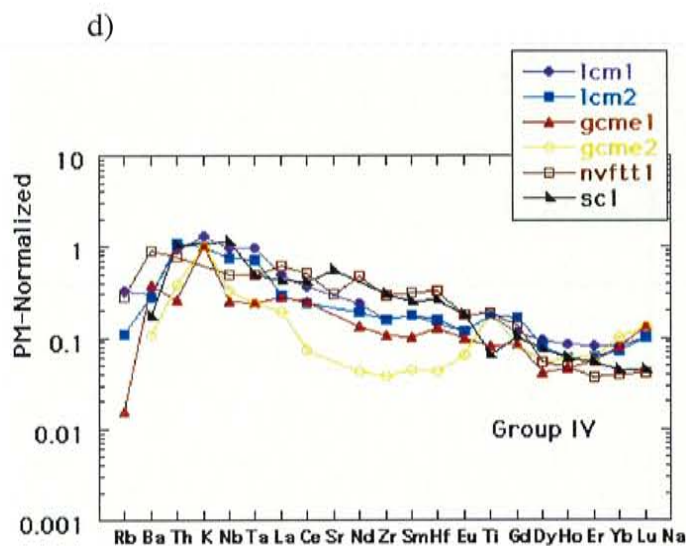 d)
lcm1
lcm2
gcme1
gcme2
nvftt1
sc1
10
1
0.1
0.01
0.001
PM-Normalized
Group IV
Rb Ba Th K Nb Ta La Ce Sr Nd Zr Sm Hf Eu Ti Gd Dy Ho Er Yb Lu Na